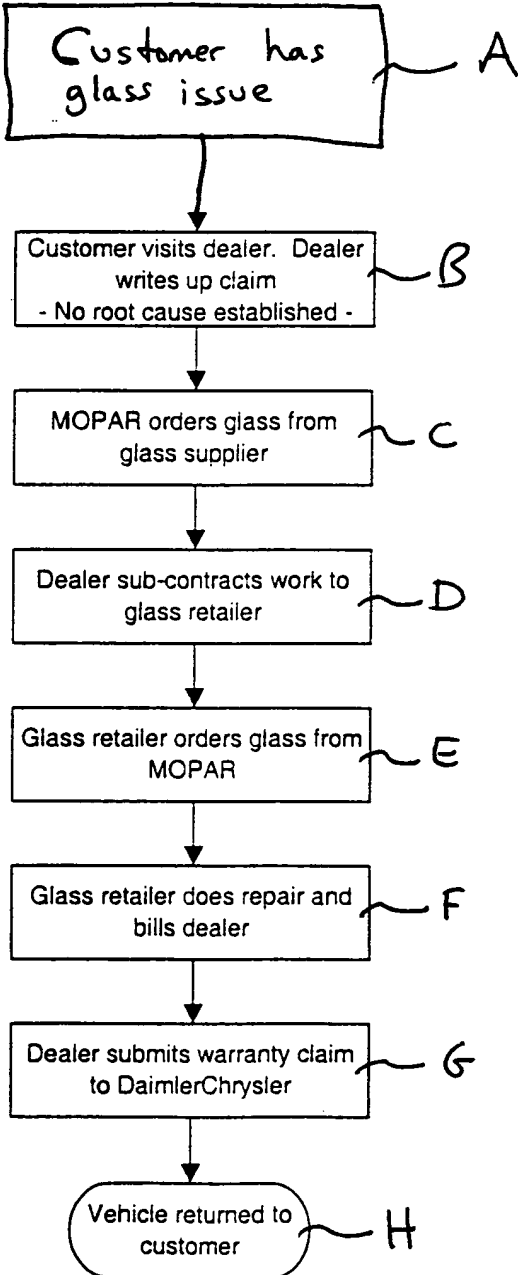 Customer has
glass issue
A
Customer visits dealer. Dealer
writes up claim
- No root cause established -
B
MOPAR orders glass from
glass supplier
C
Dealer sub-contracts work to
glass retailer
D
Glass retailer orders glass from
MOPAR
E
Glass retailer does repair and
bills dealer
F
Dealer submits warranty claim
to DaimlerChrysler
G
Vehicle returned to
customer
H